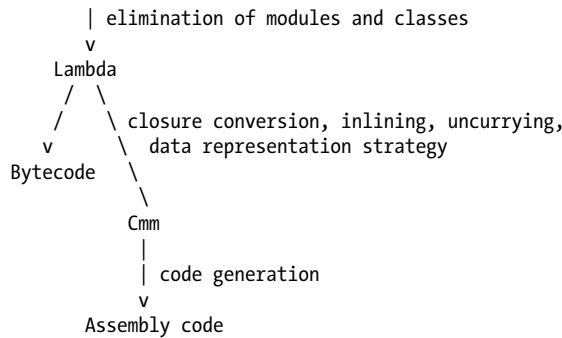 | elimination of modules and classes
v
Lambda
/ \
/ \ closure conversion, inlining, uncurrying,
v \ data representation strategy
Bytecode \
\
Cmm
|
| code generation
v
Assembly code